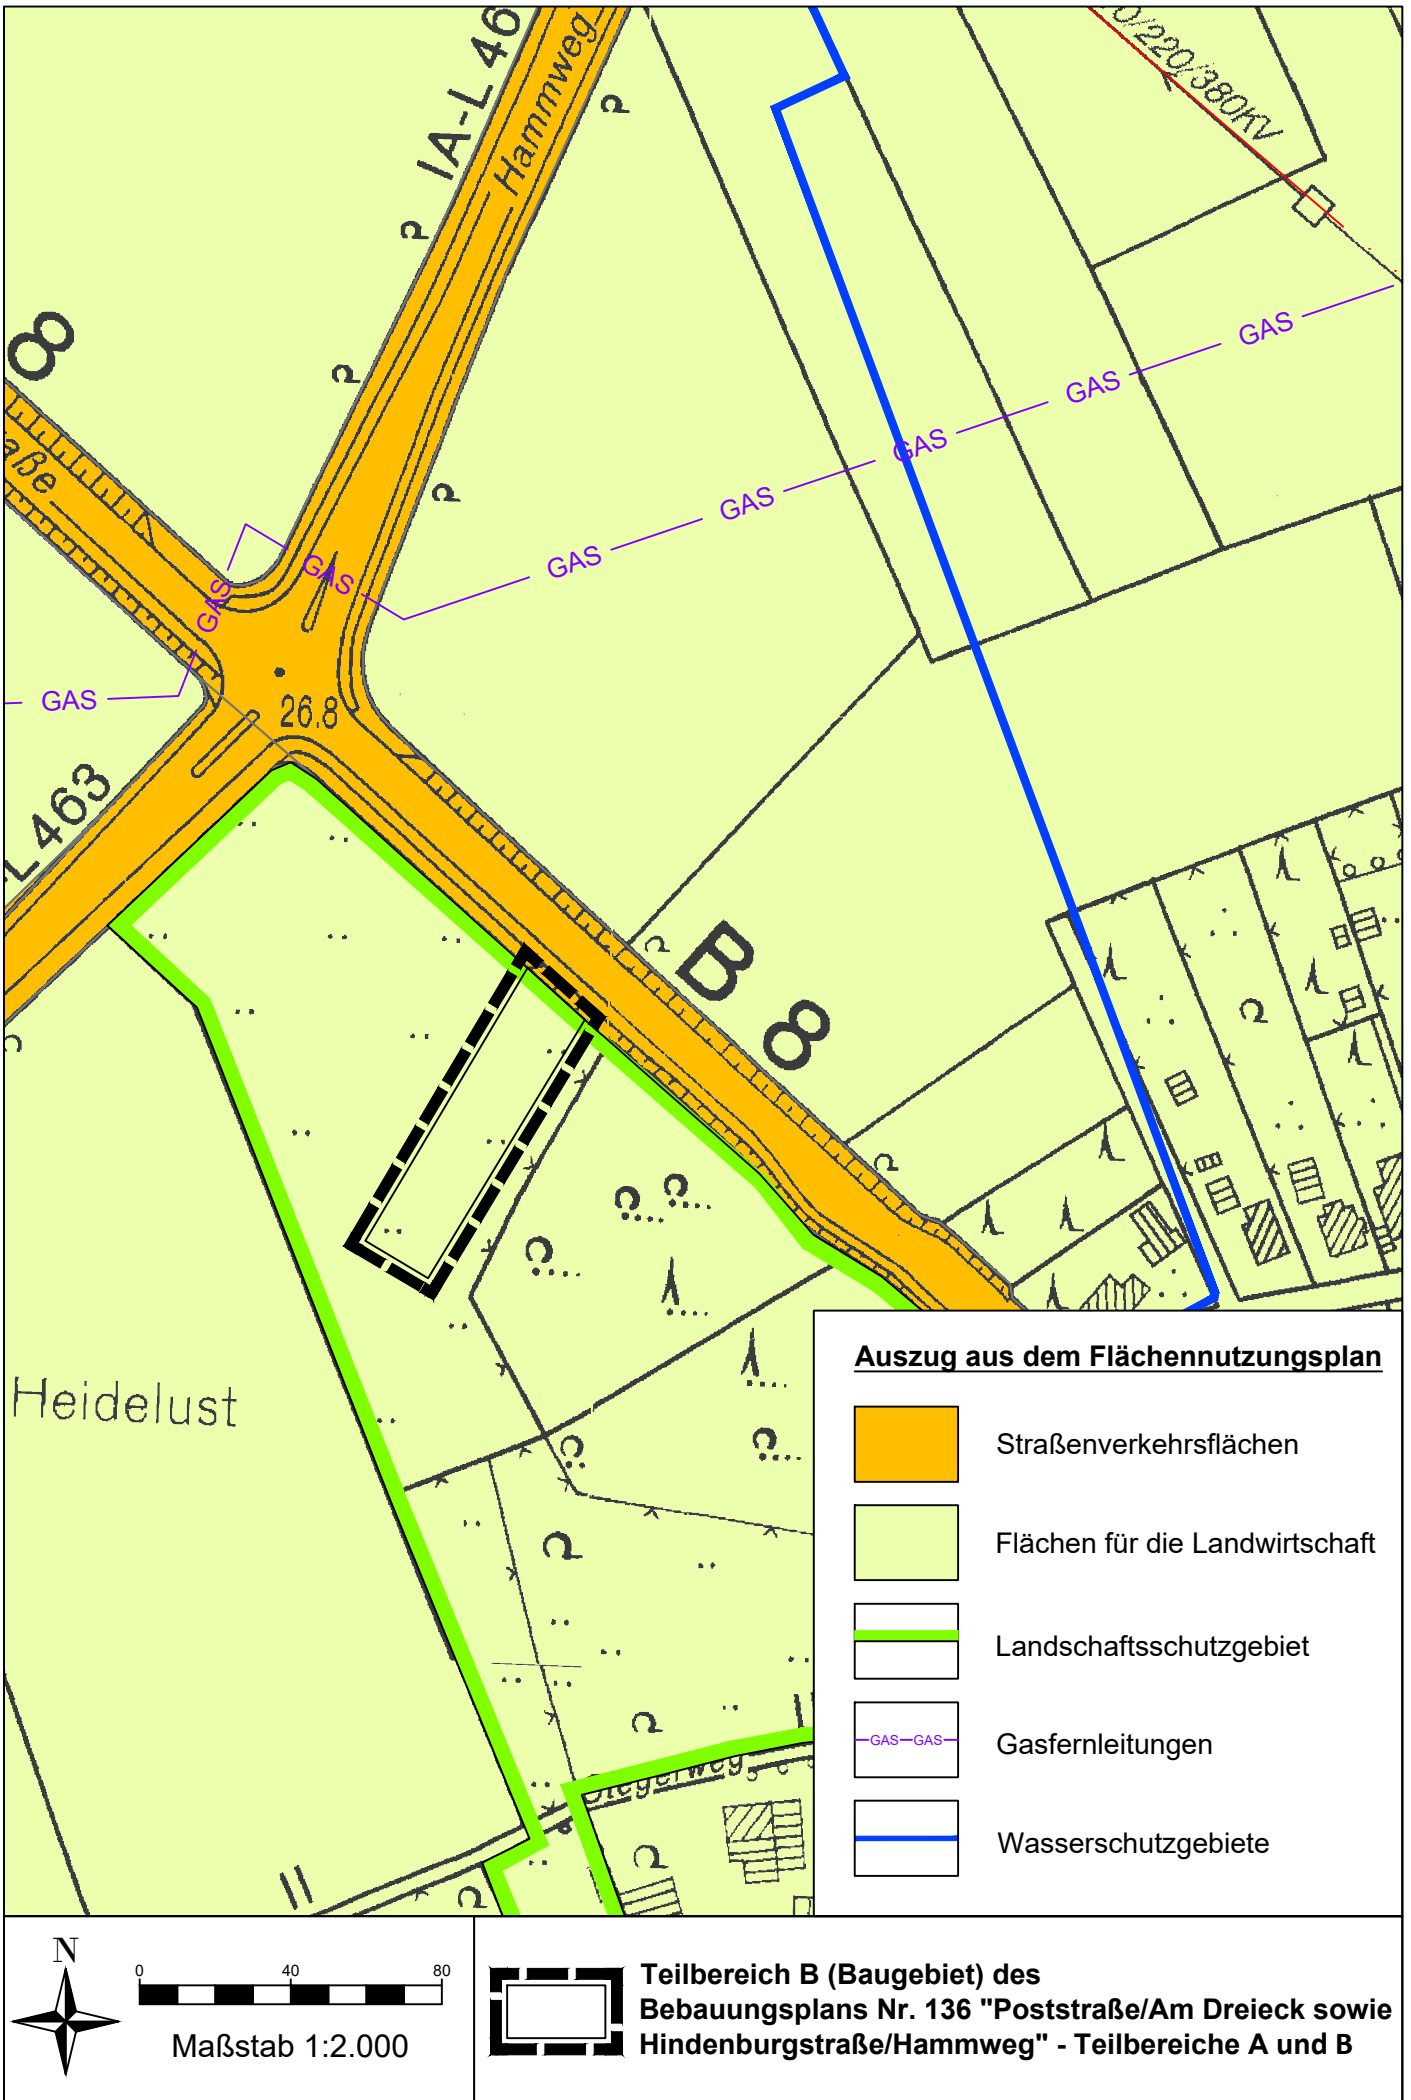 IA-L 46
Hammweg
0/220/380KV
8
aße
GAS
GAS
GAS
GAS
GAS
GAS
GAS
GAS
GAS
26.8
L 463
B 8
Heidelust
Auszug aus dem Flächennutzungsplan
Straßenverkehrsflächen
Flächen für die Landwirtschaft
Landschaftsschutzgebiet
GAS GAS
Gasfernleitungen
Wasserschutzgebiete
N
0 40 80
Maßstab 1:2.000
Teilbereich B (Baugebiet) des
Bebauungsplans Nr. 136 "Poststraße/Am Dreieck sowie
Hindenburgstraße/Hammweg" - Teilbereiche A und B